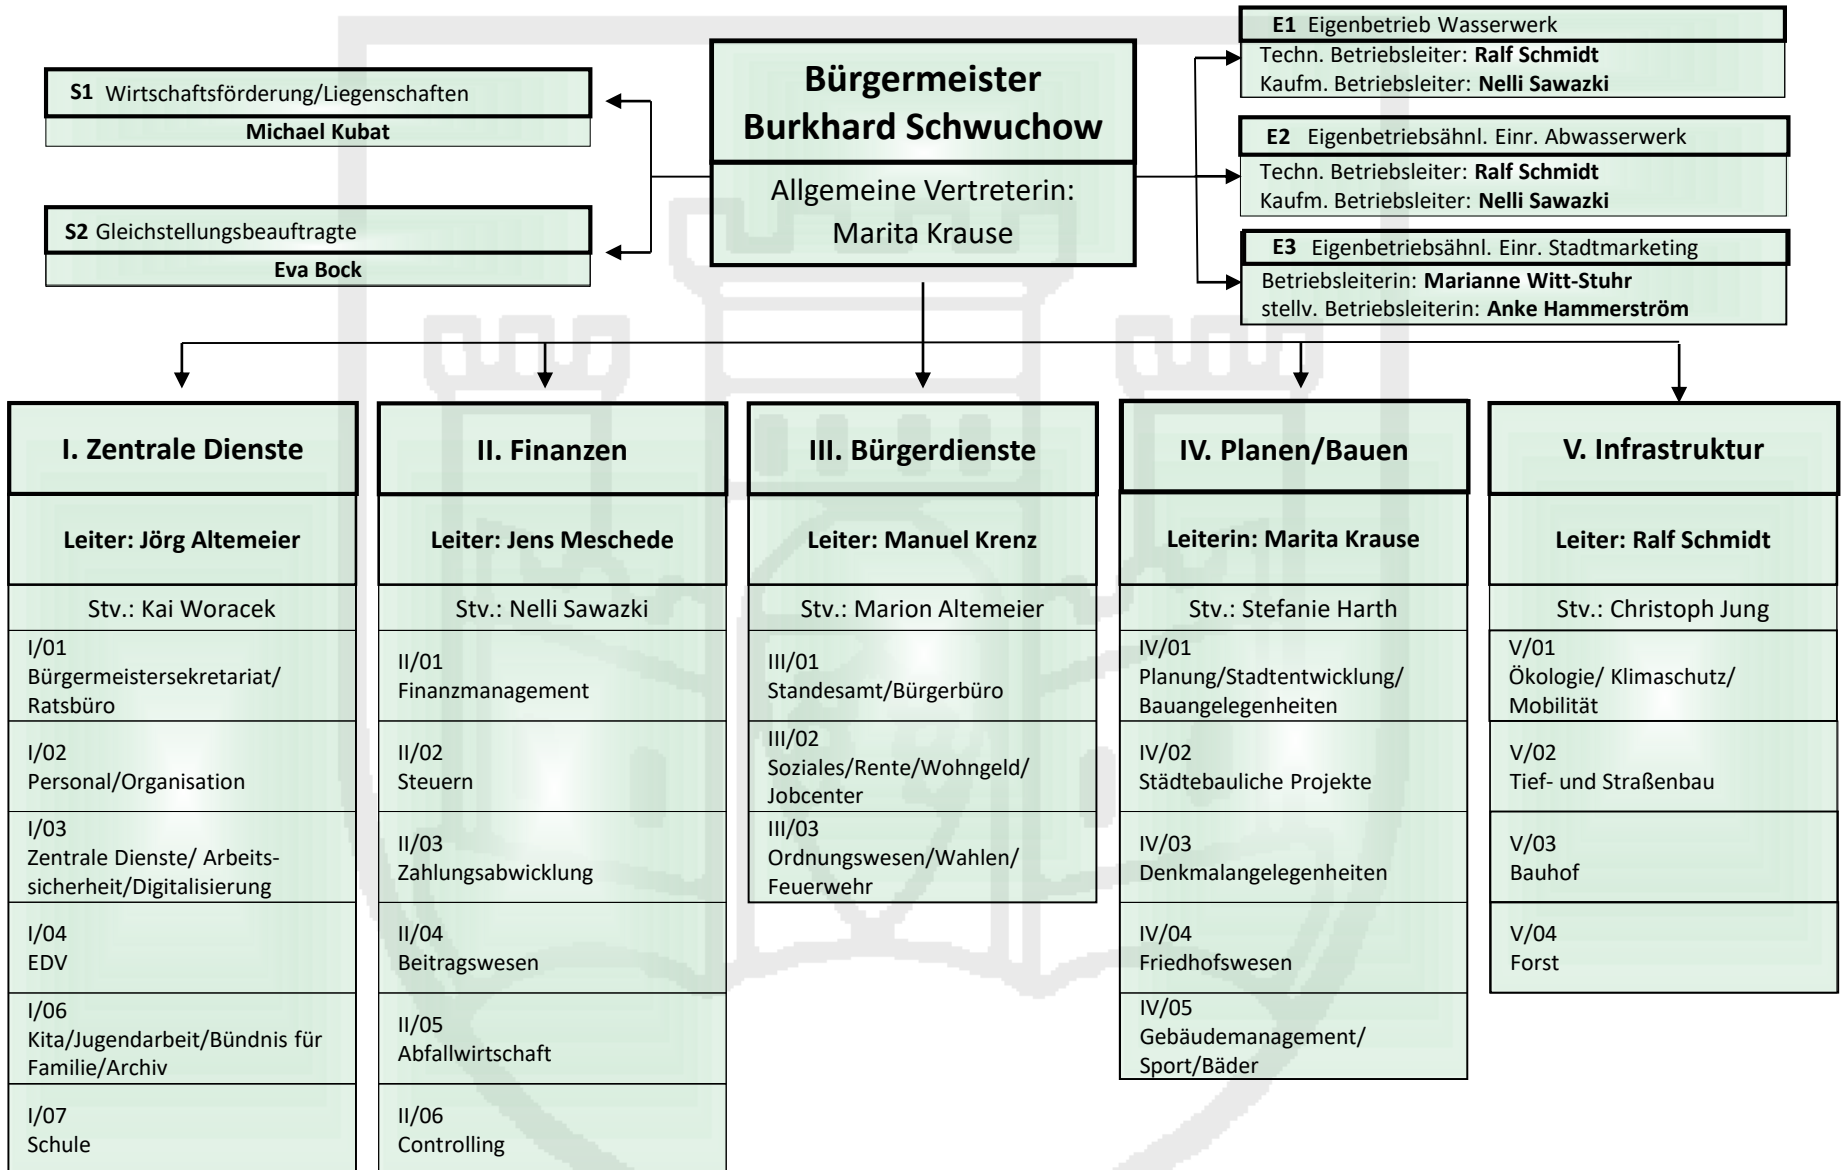 S1 Wirtschaftsförderung/Liegenschaften
Michael Kubat
S2 Gleichstellungsbeauftragte
Eva Bock
Bürgermeister
Burkhard Schwuchow
Allgemeine Vertreterin:
Marita Krause
E1 Eigenbetrieb Wasserwerk
Techn. Betriebsleiter: Ralf Schmidt
Kaufm. Betriebsleiter: Nelli Sawazki
E2 Eigenbetriebsähnl. Einr. Abwasserwerk
Techn. Betriebsleiter: Ralf Schmidt
Kaufm. Betriebsleiter: Nelli Sawazki
E3 Eigenbetriebsähnl. Einr. Stadtmarketing
Betriebsleiterin: Marianne Witt-Stuhr
stellv. Betriebsleiterin: Anke Hammerström
I. Zentrale Dienste
Leiter: Jörg Altemeier
Stv.: Kai Woracek
I/01
Bürgermeistersekretariat/
Ratsbüro
I/02
Personal/Organisation
I/03
Zentrale Dienste/ Arbeits-
sicherheit/Digitalisierung
I/04
EDV
I/06
Kita/Jugendarbeit/Bündnis für
Familie/Archiv
I/07
Schule
II. Finanzen
Leiter: Jens Meschede
Stv.: Nelli Sawazki
II/01
Finanzmanagement
II/02
Steuern
II/03
Zahlungsabwicklung
II/04
Beitragswesen
II/05
Abfallwirtschaft
II/06
Controlling
III. Bürgerdienste
Leiter: Manuel Krenz
Stv.: Marion Altemeier
III/01
Standesamt/Bürgerbüro
III/02
Soziales/Rente/Wohngeld/
Jobcenter
III/03
Ordnungswesen/Wahlen/
Feuerwehr
IV. Planen/Bauen
Leiterin: Marita Krause
Stv.: Stefanie Harth
IV/01
Planung/Stadtentwicklung/
Bauangelegenheiten
IV/02
Städtebauliche Projekte
IV/03
Denkmalangelegenheiten
IV/04
Friedhofswesen
IV/05
Gebäudemanagement/
Sport/Bäder
V. Infrastruktur
Leiter: Ralf Schmidt
Stv.: Christoph Jung
V/01
Ökologie/ Klimaschutz/
Mobilität
V/02
Tief- und Straßenbau
V/03
Bauhof
V/04
Forst